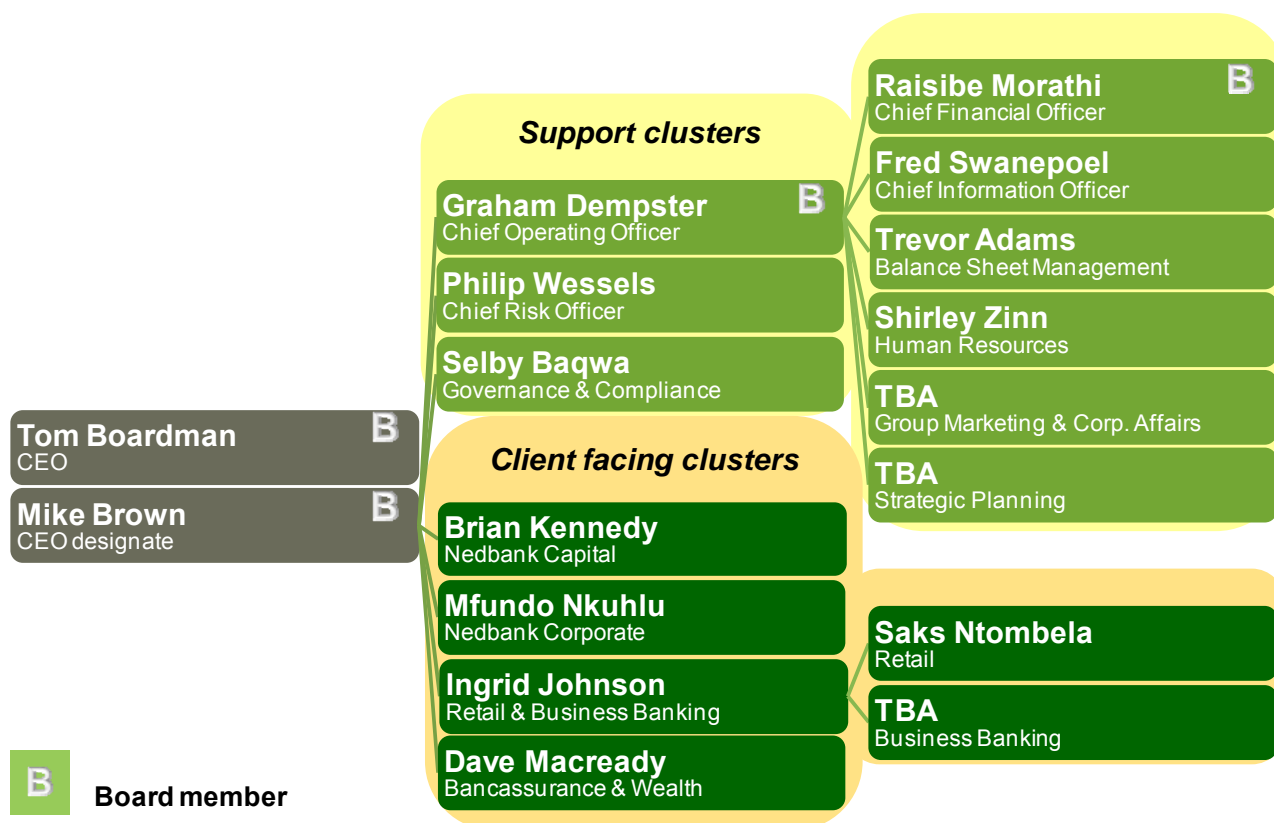 Support clusters
Graham Dempster B
Chief Operating Officer
Philip Wessels
Chief Risk Officer
Selby Baqwa
Governance & Compliance
Raisibe Morathi B
Chief Financial Officer
Fred Swanepoel
Chief Information Officer
Trevor Adams
Balance Sheet Management
Shirley Zinn
Human Resources
TBA
Group Marketing & Corp. Affairs
TBA
Strategic Planning
Tom Boardman B
CEO
Mike Brown B
CEO designate
Client facing clusters
Brian Kennedy
Nedbank Capital
Mfundo Nkuhlu
Nedbank Corporate
Ingrid Johnson
Retail & Business Banking
Dave Macready
Bancassurance & Wealth
Saks Ntombela
Retail
TBA
Business Banking
B Board member